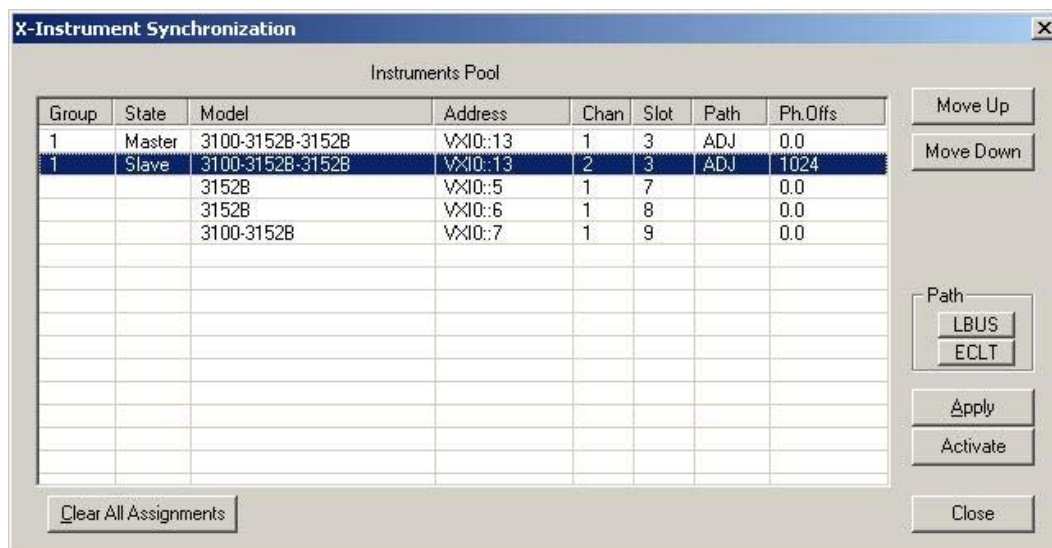 X-Instrument Synchronization
Instruments Pool
Group State Model Address Chan Slot Path Ph.Offs
1 Master 3100-3152B-3152B VXI0::13 1 3 ADJ 0.0
1 Slave 3100-3152B-3152B VXI0::13 2 3 ADJ 1024
3152B VXI0::5 1 7 0.0
3152B VXI0::6 1 8 0.0
3100-3152B VXI0::7 1 9 0.0
Move Up
Move Down
Path
LBUS
ECLT
Apply
Activate
Clear All Assignments
Close